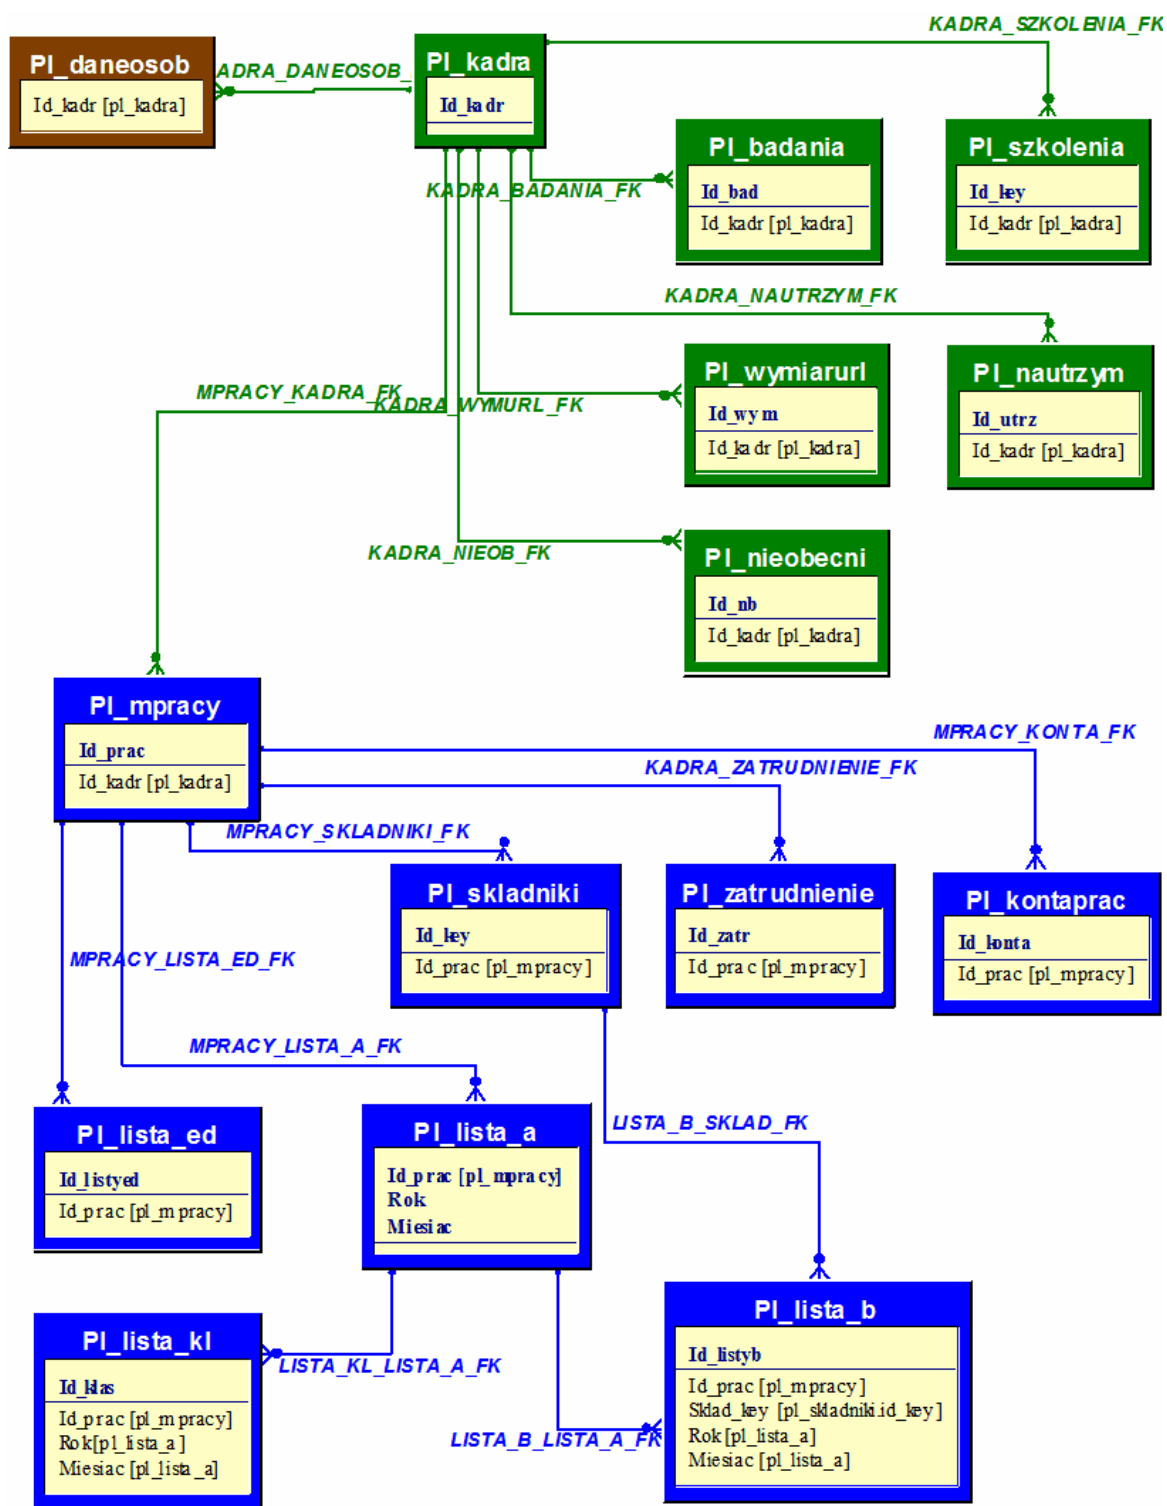 KADRA_SZKOLENIA_FK
Pl_daneosob
Id_kadr [pl_kadra]
ADRA_DANEOSOB_
Pl_kadra
Id_kadr
Pl_badania
Id_bad
Id_kadr [pl_kadra]
Pl_szkolenia
Id_key
Id_kadr [pl_kadra]
KADRA_BADANIA_FK
KADRA_NAUTRZYM_FK
MPRACY_KADRA_FK
KADRA_WYMURL_FK
Pl_wymiarurl
Id_wym
Id_kadr [pl_kadra]
Pl_nautrzym
Id_utrz
Id_kadr [pl_kadra]
KADRA_NIEOB_FK
Pl_nieobecni
Id_nb
Id_kadr [pl_kadra]
Pl_mpracy
Id_prac
Id_kadr [pl_kadra]
MPRACY_KONTA_FK
KADRA_ZATRUDNIENIE_FK
MPRACY_SKLADNIKI_FK
Pl_skladniki
Id_key
Id_prac [pl_mpracy]
Pl_zatrudnienie
Id_zatr
Id_prac [pl_mpracy]
Pl_kontaprac
Id_konta
Id_prac [pl_mpracy]
MPRACY_LISTA_ED_FK
MPRACY_LISTA_A_FK
Pl_lista_ed
Id_listyed
Id_prac [pl_mpracy]
Pl_lista_a
Id_prac [pl_mpracy]
Rok
Miesiac
LISTA_B_SKLAD_FK
Pl_lista_kl
Id_klas
Id_prac [pl_mpracy]
Rok[pl_lista_a]
Miesiac [pl_lista_a]
LISTA_KL_LISTA_A_FK
LISTA_B_LISTA_A_FK
Pl_lista_b
Id_listyb
Id_prac [pl_mpracy]
Sklad_key [pl_skladniki.id_key]
Rok [pl_lista_a]
Miesiac [pl_lista_a]